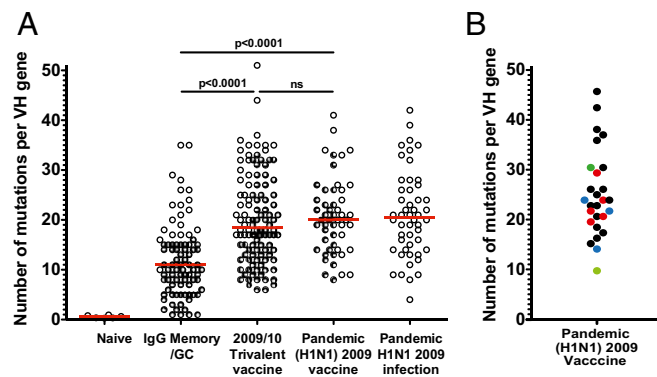 A
B
p<0.0001
p<0.0001
ns
Number of mutations per VH gene
50
40
30
20
10
0
Naive
IgG Memory
/GC
2009/10
Trivalent
vaccine
Pandemic
(H1N1) 2009
vaccine
Pandemic
H1N1 2009
infection
Number of mutations per VH gene
50
40
30
20
10
0
Pandemic
(H1N1) 2009
Vacccine